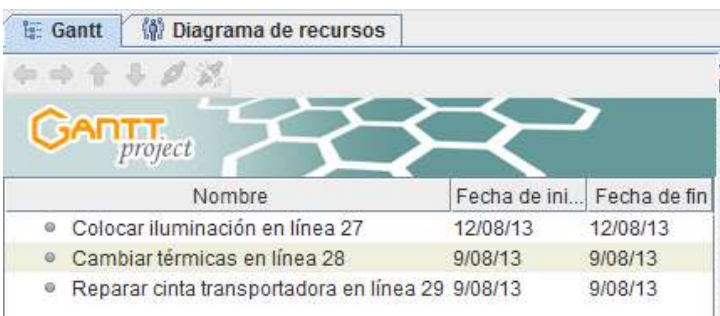 Gantt Diagrama de recursos
GANTT
project
Nombre Fecha de ini... Fecha de fin
Colocar iluminación en línea 27 12/08/13 12/08/13
Cambiar térmicas en línea 28 9/08/13 9/08/13
Reparar cinta transportadora en línea 29 9/08/13 9/08/13